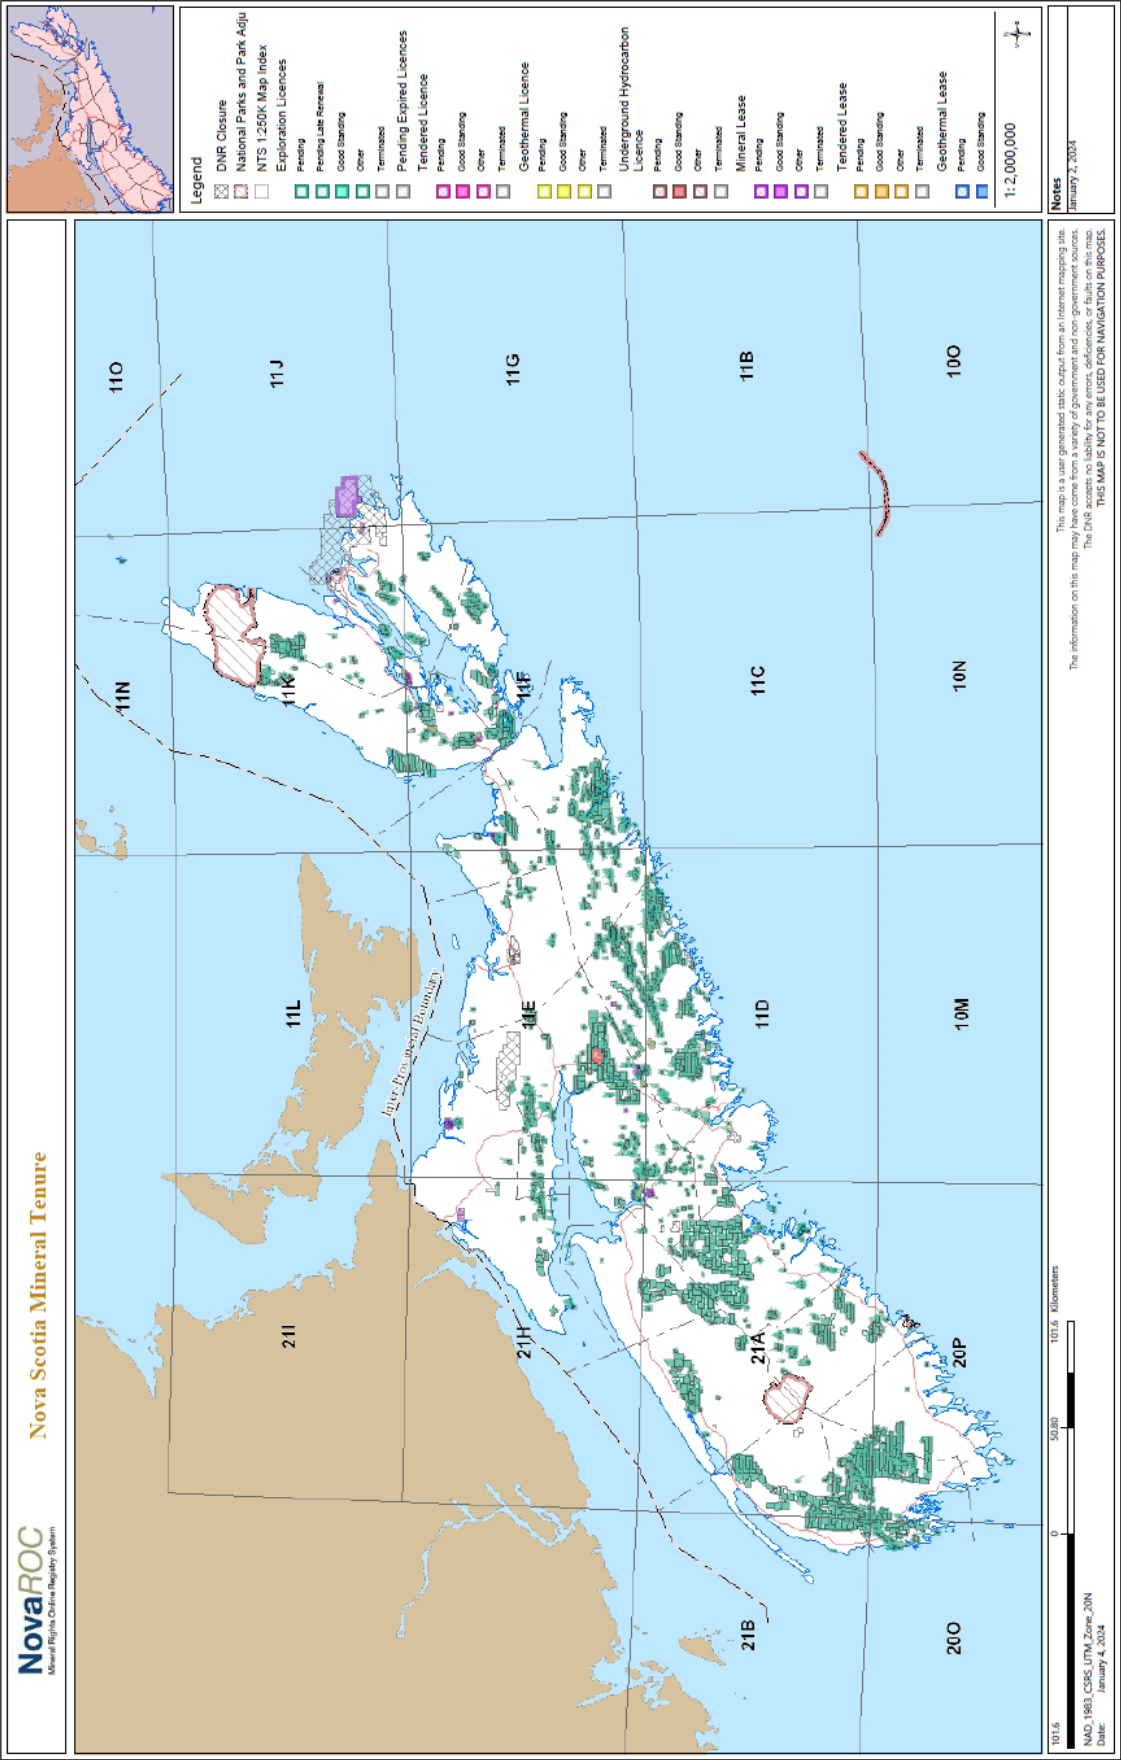 NovaROC
Mineral Rights Online Registry System
Nova Scotia Mineral Tenure
11N
11O
21I
11L
11K
11J
Inter-Provincial Boundary
21H
11E
11F
11G
21B
21A
11D
11C
11B
20O
20P
10M
10N
10O
Legend
DNR Closure
National Parks and Park Adju
NTS 1:250K Map Index
Exploration Licences
Pending
Pending Late Renewal
Good Standing
Other
Terminated
Pending Expired Licences
Tendered Licence
Pending
Good Standing
Other
Terminated
Geothermal Licence
Pending
Good Standing
Other
Terminated
Underground Hydrocarbon
Licence
Pending
Good Standing
Other
Terminated
Mineral Lease
Pending
Good Standing
Other
Terminated
Tendered Lease
Pending
Good Standing
Other
Terminated
Geothermal Lease
Pending
Good Standing
1: 2,000,000
101.6
0
50.80
101.6 Kilometers
NAD_1983_CSRS_UTM_Zone_20N
Date: January 4, 2024
This map is a user generated static output from an Internet mapping site.
The information on this map may have come from a variety of government and non-government sources.
The DNR accepts no liability for any errors, deficiencies, or faults on this map.
THIS MAP IS NOT TO BE USED FOR NAVIGATION PURPOSES.
Notes
January 2, 2024